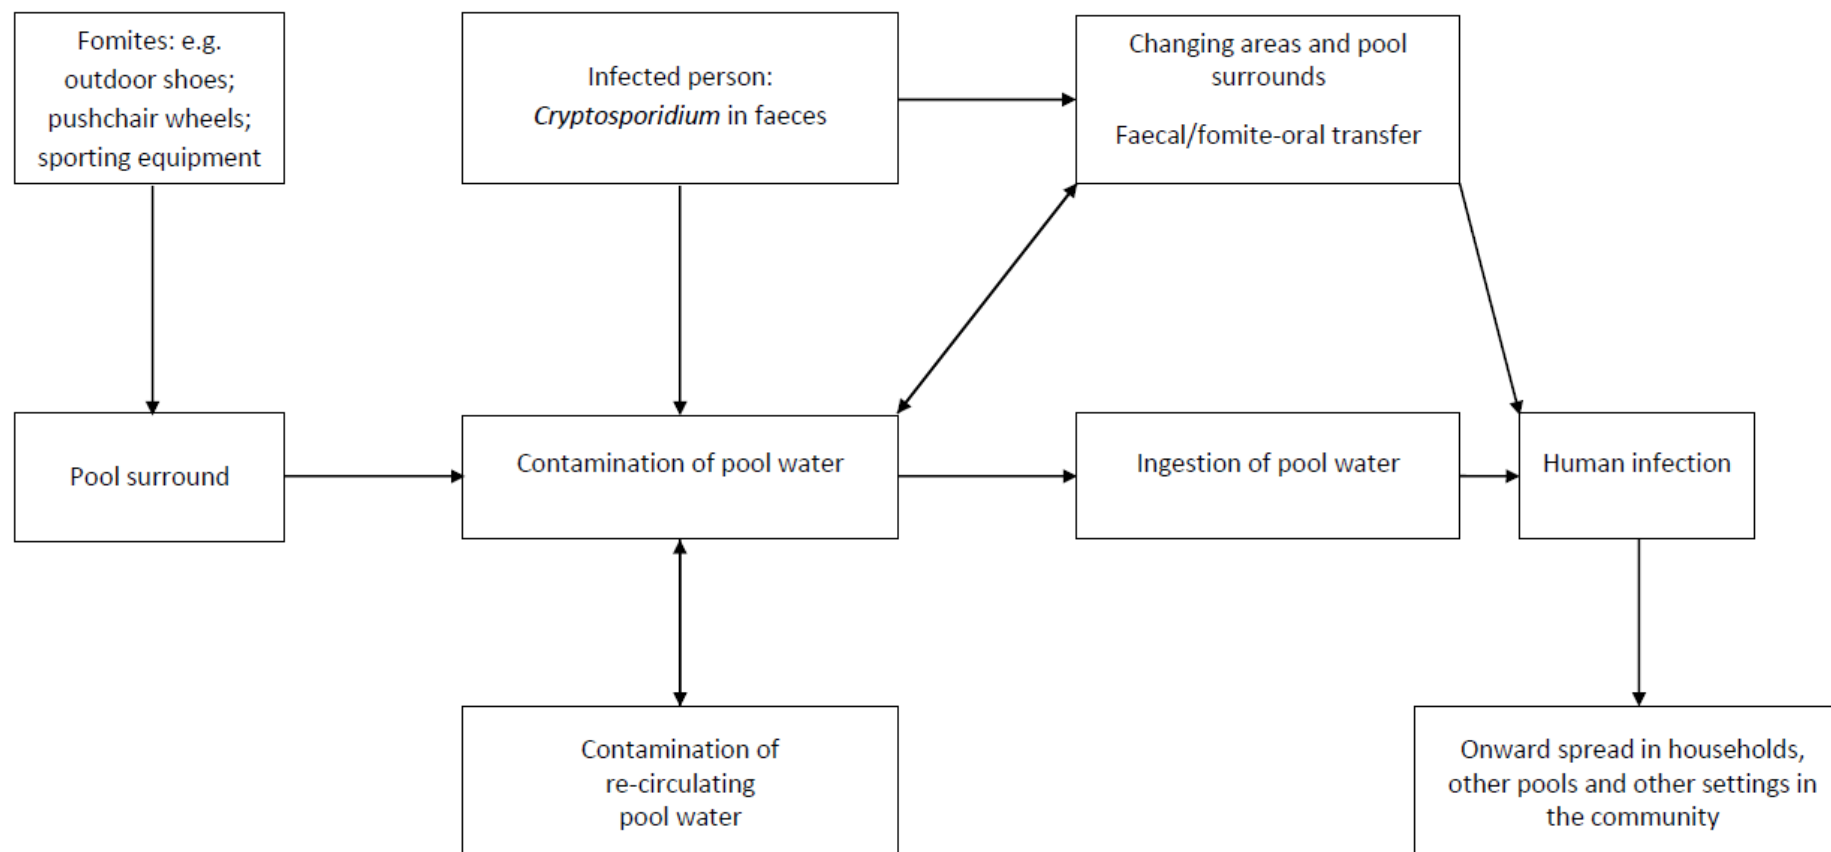 Fomites: e.g.
outdoor shoes;
pushchair wheels;
sporting equipment
Infected person:
Cryptosporidium in faeces
Changing areas and pool
surrounds
Faecal/fomite-oral transfer
Pool surround
Contamination of pool water
Ingestion of pool water
Human infection
Contamination of
re-circulating
pool water
Onward spread in households,
other pools and other settings in
the community